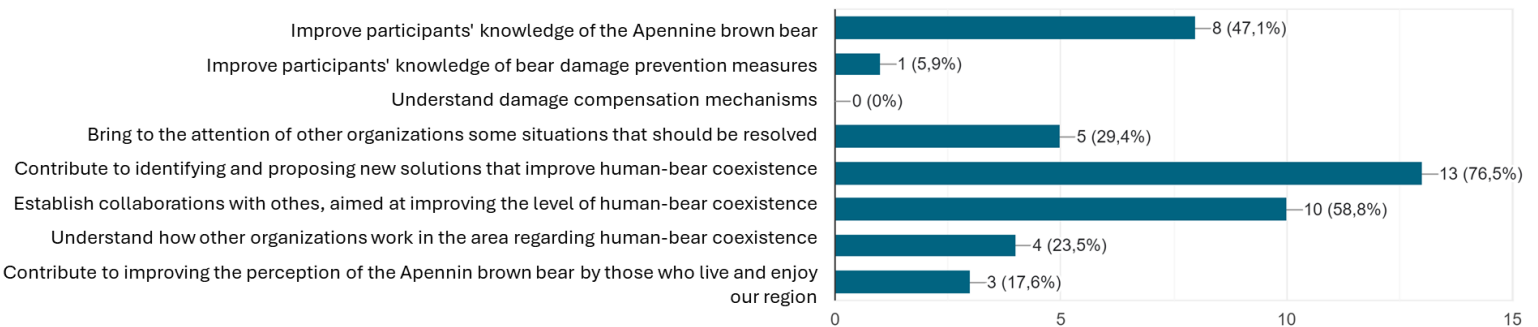 Improve participants' knowledge of the Apennine brown bear
8 (47,1%)
Improve participants' knowledge of bear damage prevention measures
1 (5,9%)
Understand damage compensation mechanisms
0 (0%)
Bring to the attention of other organizations some situations that should be resolved
5 (29,4%)
Contribute to identifying and proposing new solutions that improve human-bear coexistence
13 (76,5%)
Establish collaborations with othes, aimed at improving the level of human-bear coexistence
10 (58,8%)
Understand how other organizations work in the area regarding human-bear coexistence
4 (23,5%)
Contribute to improving the perception of the Apennin brown bear by those who live and enjoy
our region
3 (17,6%)
0 5 10 15